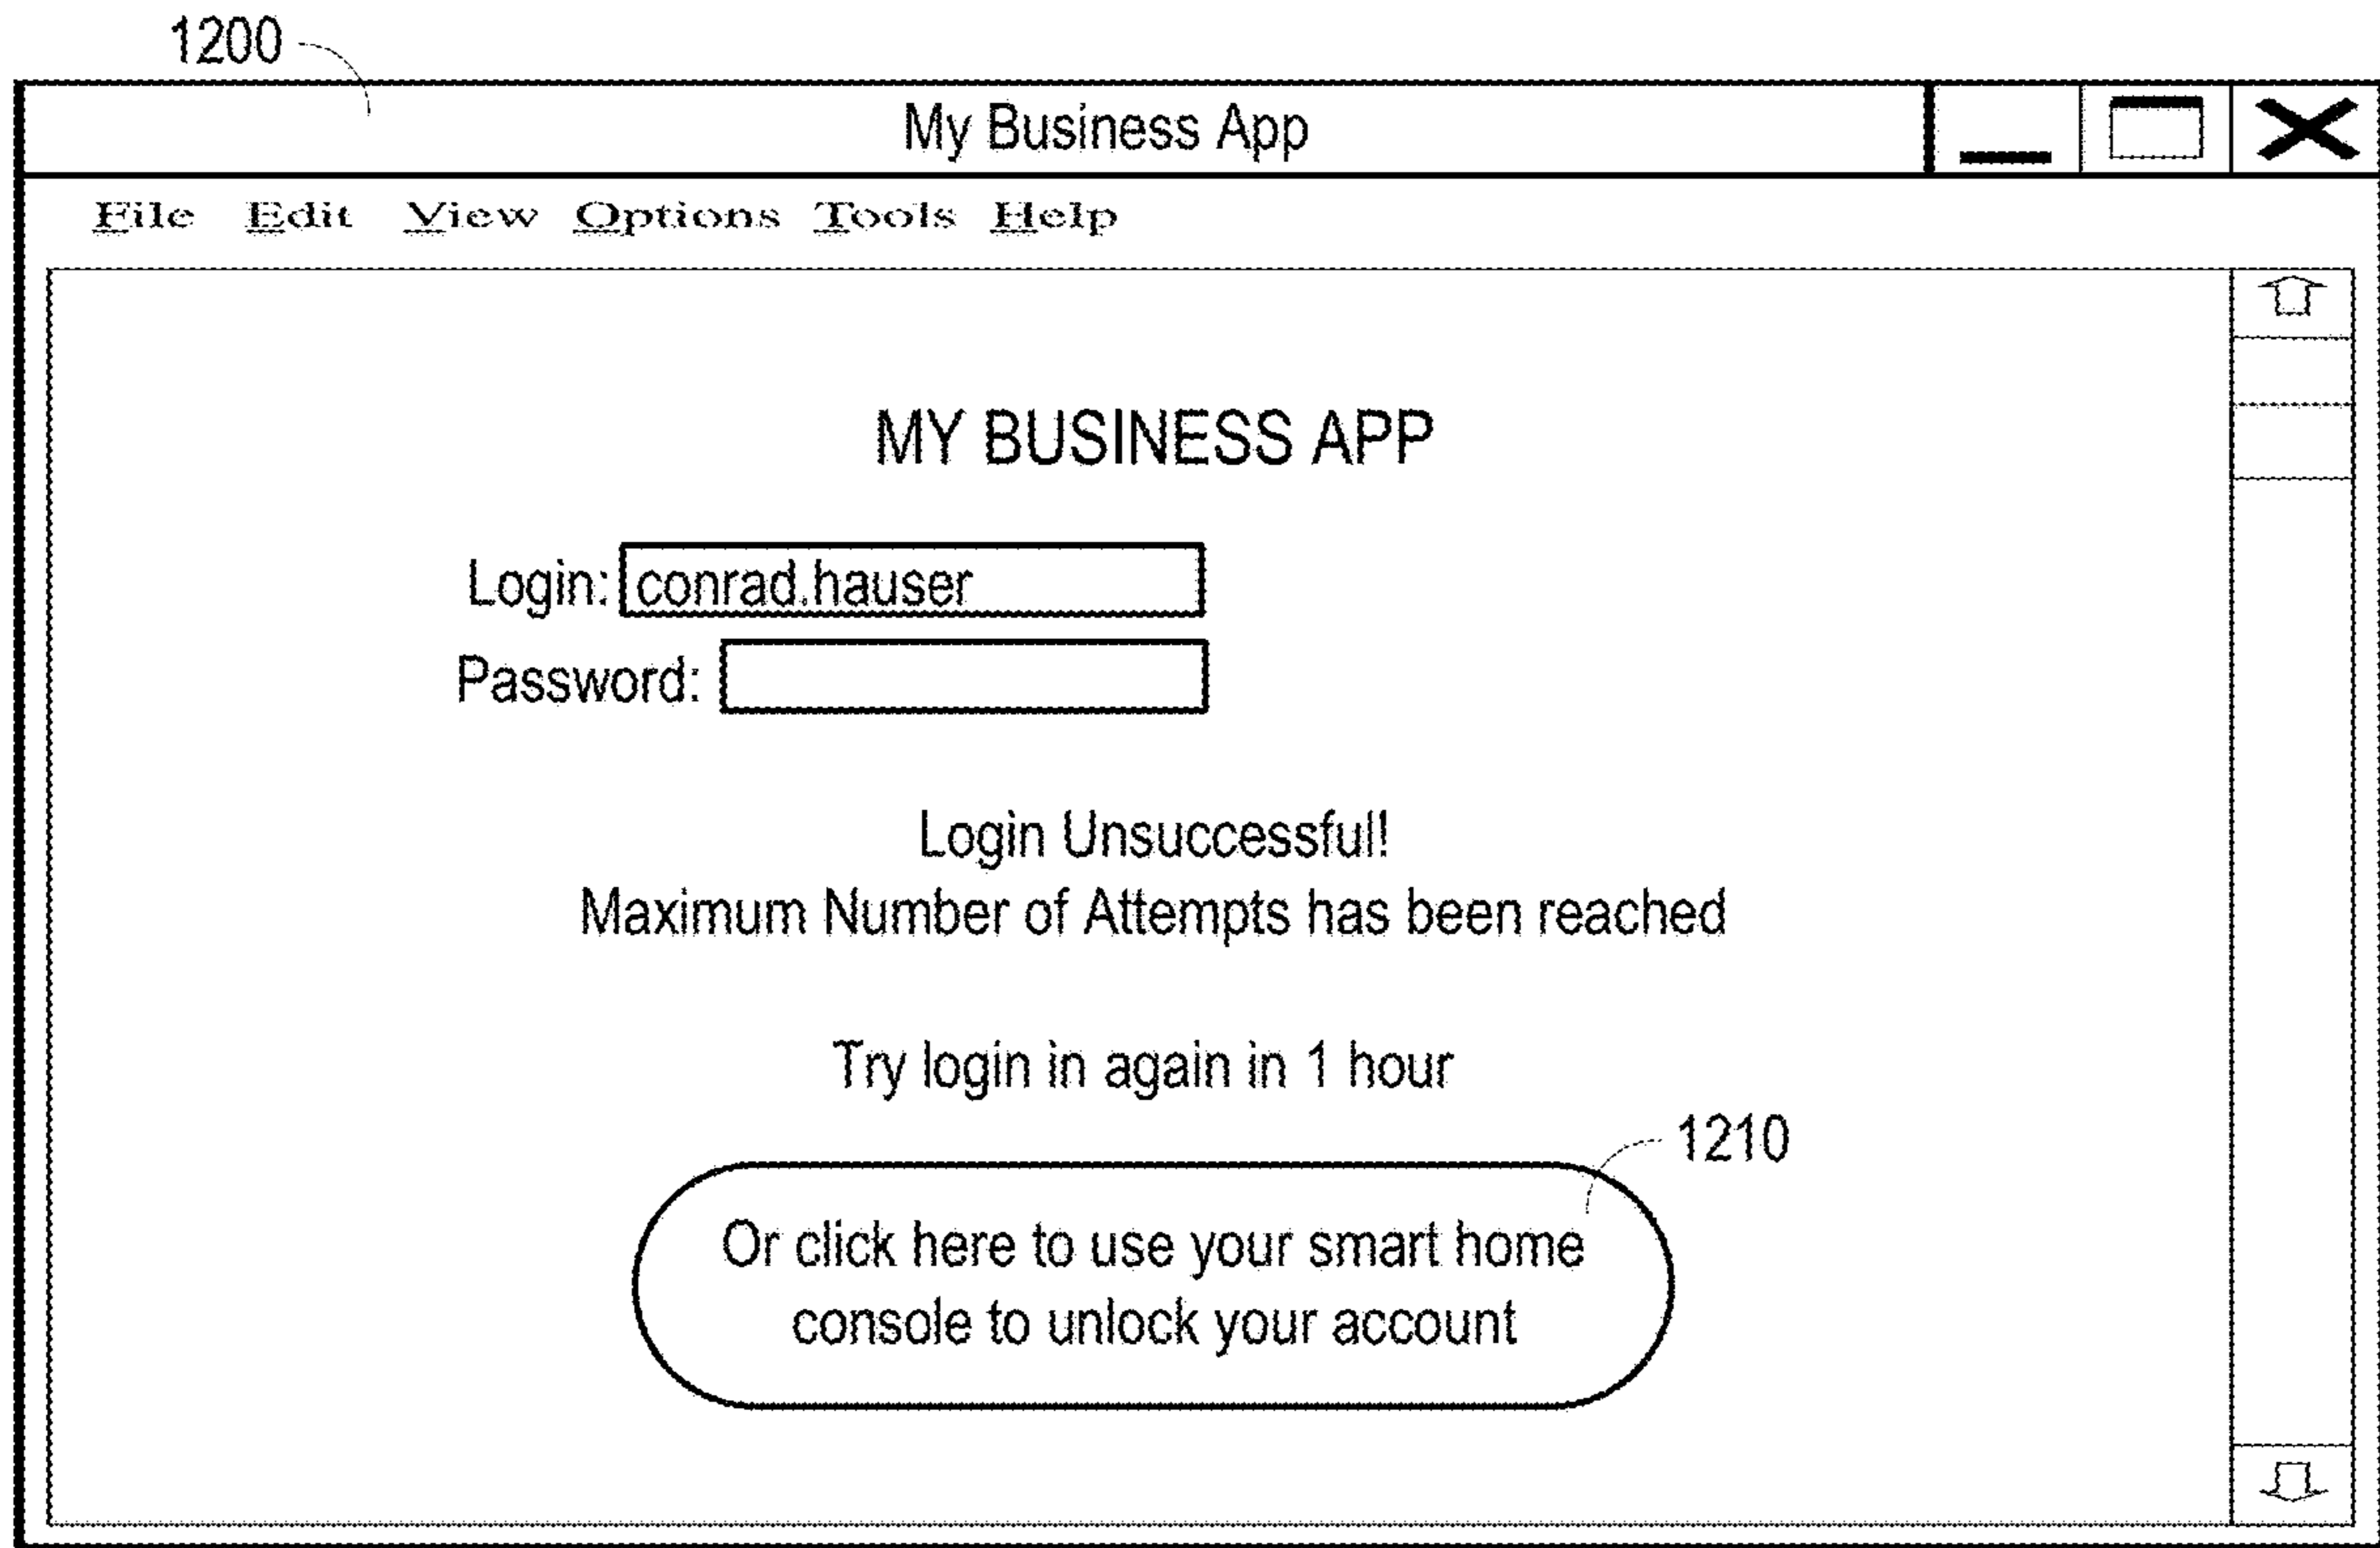 1200
My Business App
File Edit View Options Tools Help
MY BUSINESS APP
Login: conrad.hauser
Password:
Login Unsuccessful!
Maximum Number of Attempts has been reached
Try login in again in 1 hour
1210
Or click here to use your smart home
console to unlock your account